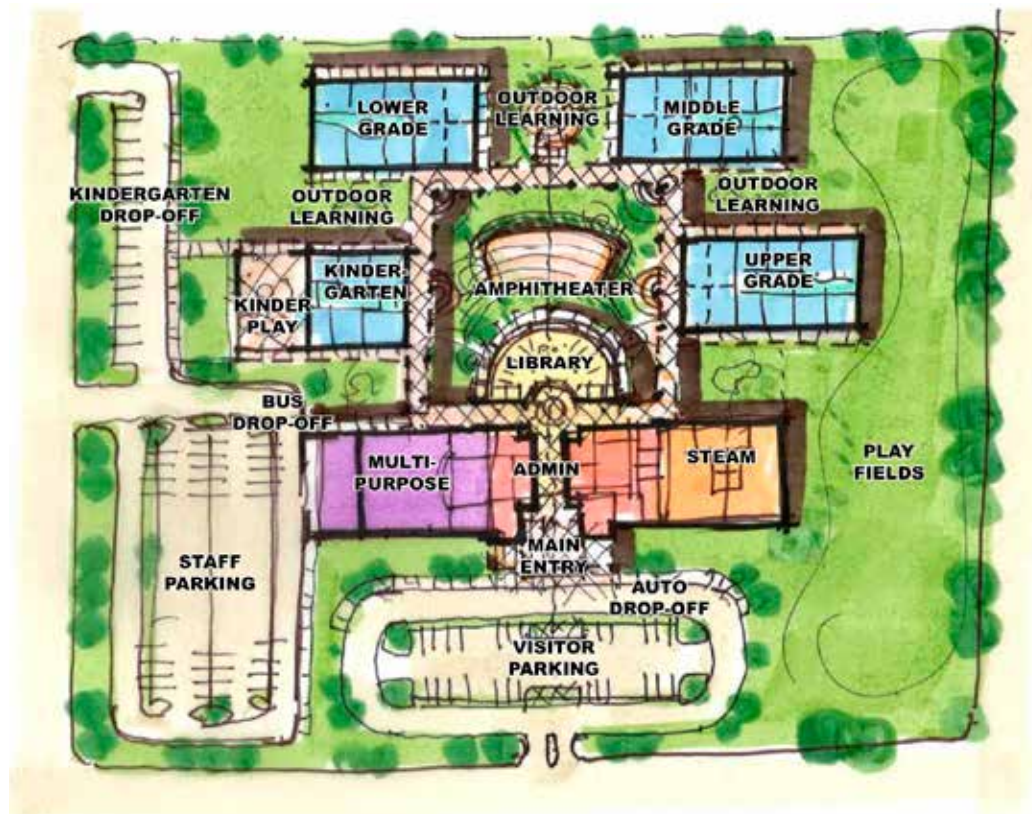 LOWER
GRADE
OUTDOOR
LEARNING
MIDDLE
GRADE
KINDERGARTEN
DROP-OFF
OUTDOOR
LEARNING
OUTDOOR
LEARNING
KINDER-
GARTEN
KINDER
PLAY
AMPHITHEATER
UPPER
GRADE
LIBRARY
BUS
DROP-OFF
MULTI-
PURPOSE
ADMIN
STEAM
PLAY
FIELDS
MAIN
ENTRY
STAFF
PARKING
AUTO
DROP-OFF
VISITOR
PARKING